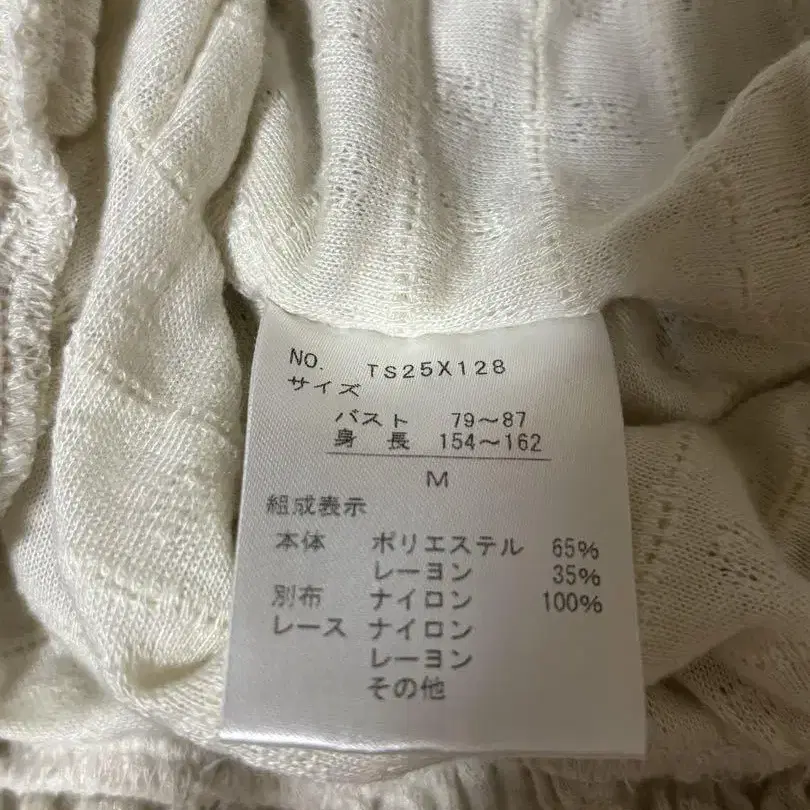 NO. TS25X128
サイズ
バスト 79～87
身長 154～162
M
組成表示
本体 ポリエステル 65%
レーヨン 35%
別布 ナイロン 100%
レース ナイロン
レーヨン
その他